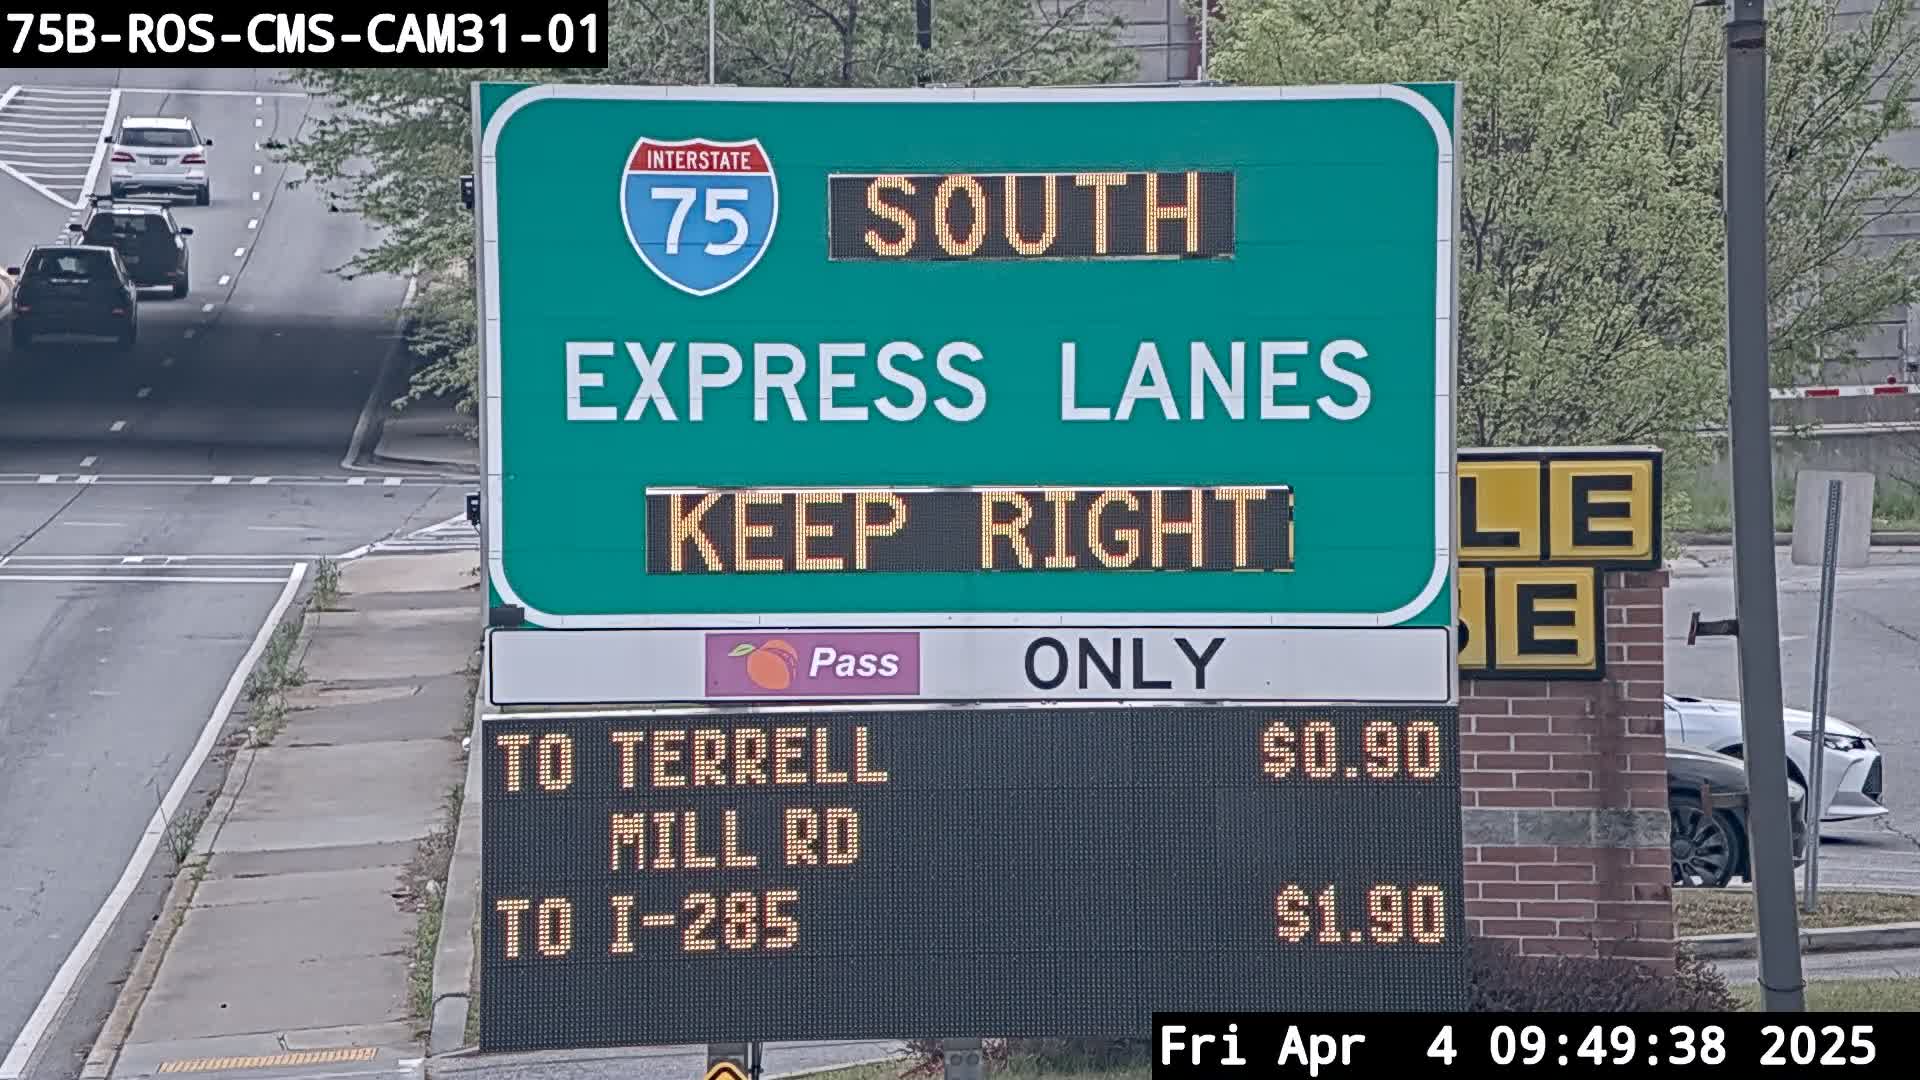 75B-ROS-CMS-CAM31-01
INTERSTATE
75
SOUTH
EXPRESS LANES
KEEP RIGHT
LE
E
Pass ONLY
TO TERRELL $0.90
MILL RD
TO I-285 $1.90
Fri Apr 4 09:49:38 2025